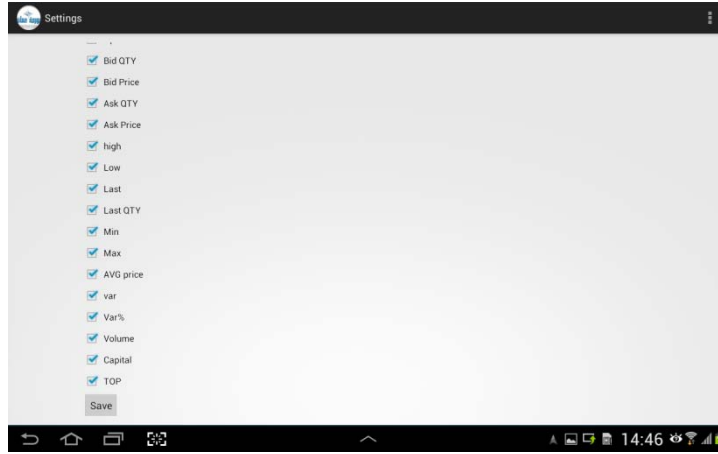 Settings
Bid QTY
Bid Price
Ask QTY
Ask Price
high
Low
Last
Last QTY
Min
Max
AVG price
var
Var%
Volume
Capital
TOP
Save
14:46